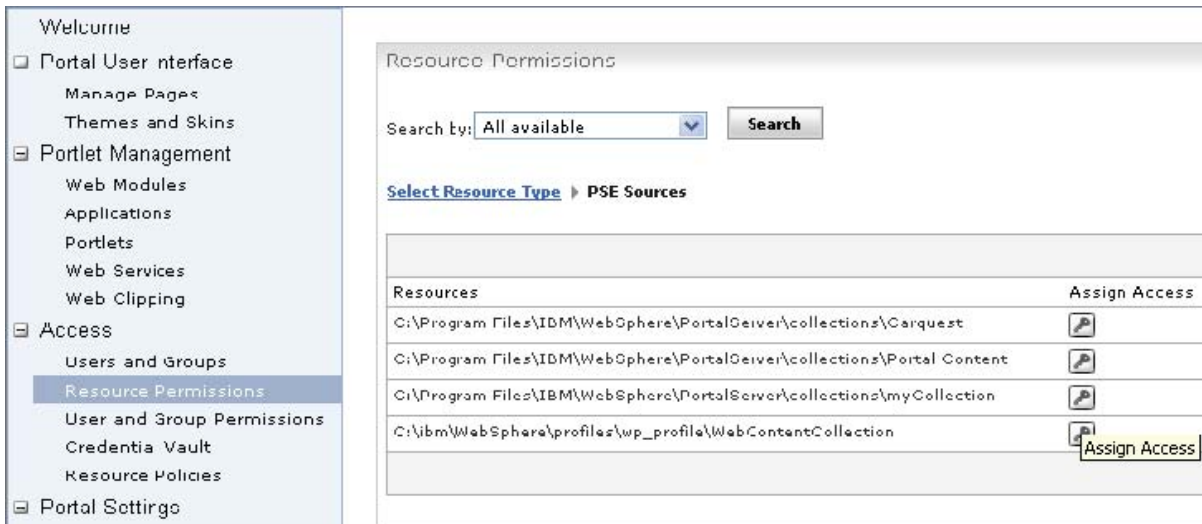 Welcome
Portal User Interface
Manage Pages
Themes and Skins
Portlet Management
Web Modules
Applications
Portlets
Web Services
Web Clipping
Access
Users and Groups
Resource Permissions
User and Group Permissions
Credential Vault
Resource Policies
Portal Settings
Resource Permissions
Search by: All available Search
Select Resource Type PSE Sources
Resources Assign Access
C:\Program Files\IBM\WebSphere\PortalServer\collections\Carquest
C:\Program Files\IBM\WebSphere\PortalServer\collections\Portal Content
C:\Program Files\IBM\WebSphere\PortalServer\collections\myCollection
C:\ibm\WebSphere\profiles\wp_profile\WebContentCollection
Assign Access